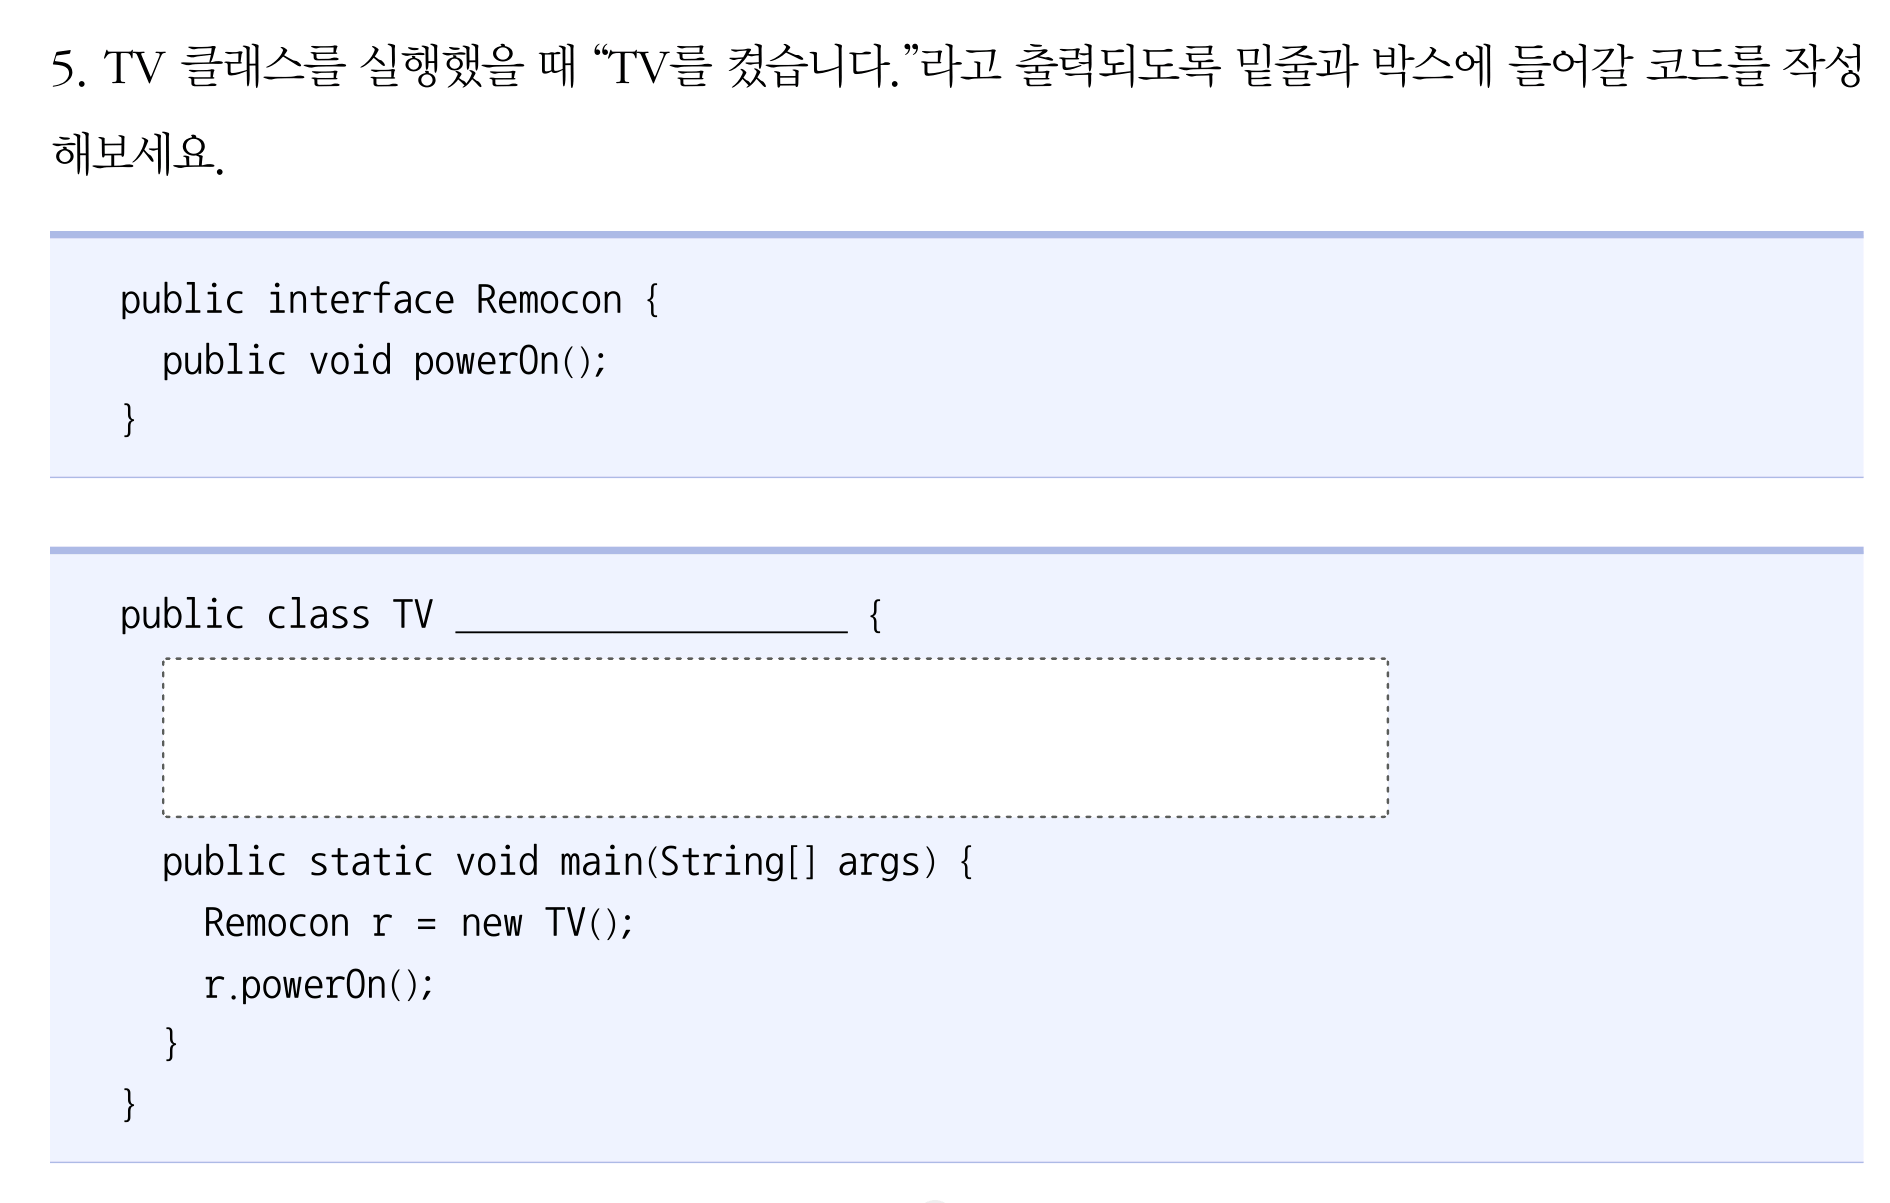 5. TV 클래스를 실행했을 때 “TV를 켰습니다.”라고 출력되도록 밑줄과 박스에 들어갈 코드를 작성
해보세요.
public interface Remocon {
public void powerOn();
}
public class TV ________________ {
public static void main(String[] args) {
Remocon r = new TV();
r.powerOn();
}
}